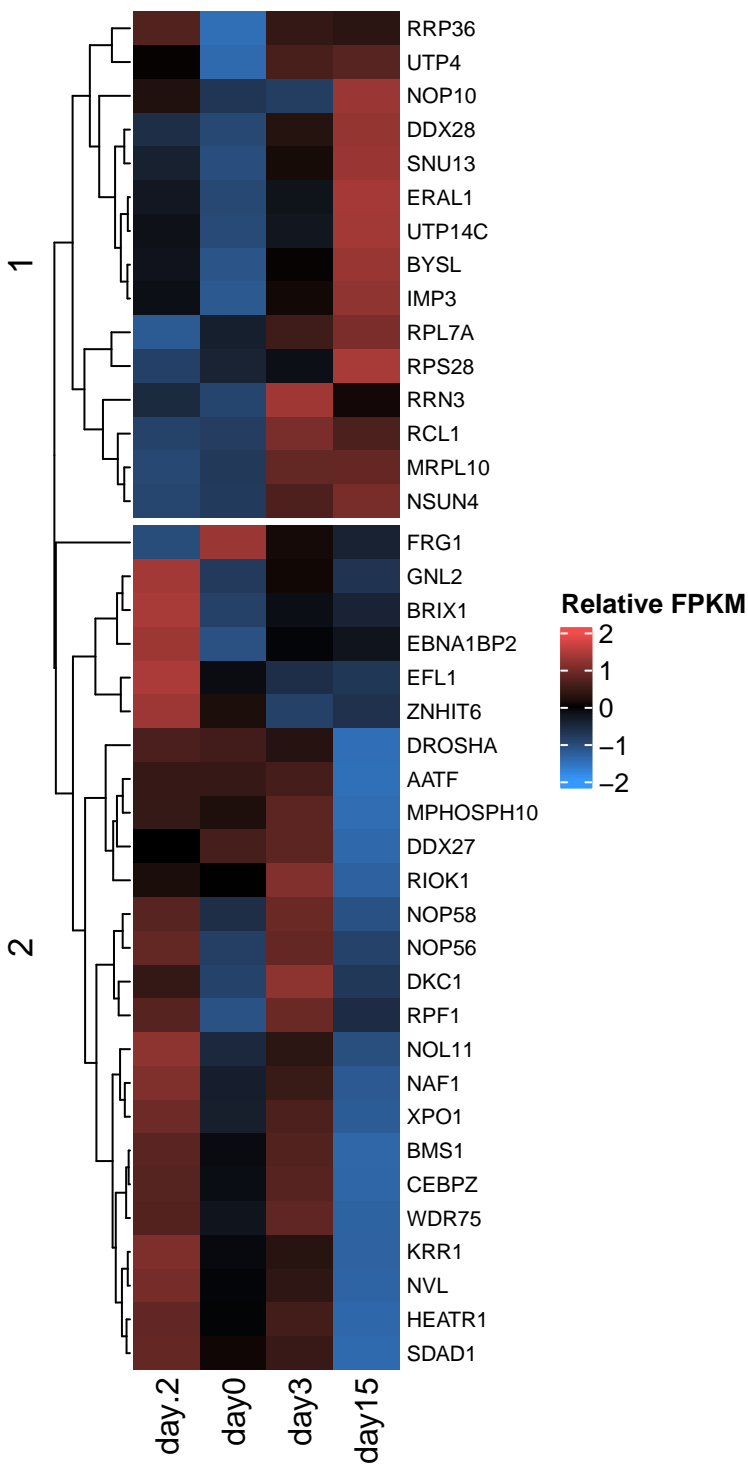 1
RRP36
UTP4
NOP10
DDX28
SNU13
ERAL1
UTP14C
BYSL
IMP3
RPL7A
RPS28
RRN3
RCL1
MRPL10
NSUN4
2
FRG1
GNL2
BRIX1
EBNA1BP2
EFL1
ZNHIT6
DROSHA
AATF
MPHOSPH10
DDX27
RIOK1
NOP58
NOP56
DKC1
RPF1
NOL11
NAF1
XPO1
BMS1
CEBPZ
WDR75
KRR1
NVL
HEATR1
SDAD1
day.2
day0
day3
day15
Relative FPKM
2
1
0
−1
−2